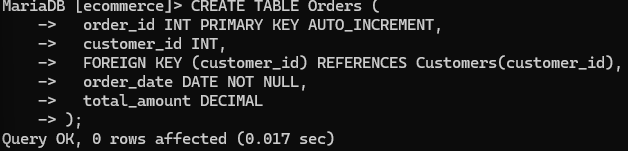 MariaDB [ecommerce]> CREATE TABLE Orders (
    ->   order_id INT PRIMARY KEY AUTO_INCREMENT,
    ->   customer_id INT,
    ->   FOREIGN KEY (customer_id) REFERENCES Customers(customer_id),
    ->   order_date DATE NOT NULL,
    ->   total_amount DECIMAL
    -> );
Query OK, 0 rows affected (0.017 sec)